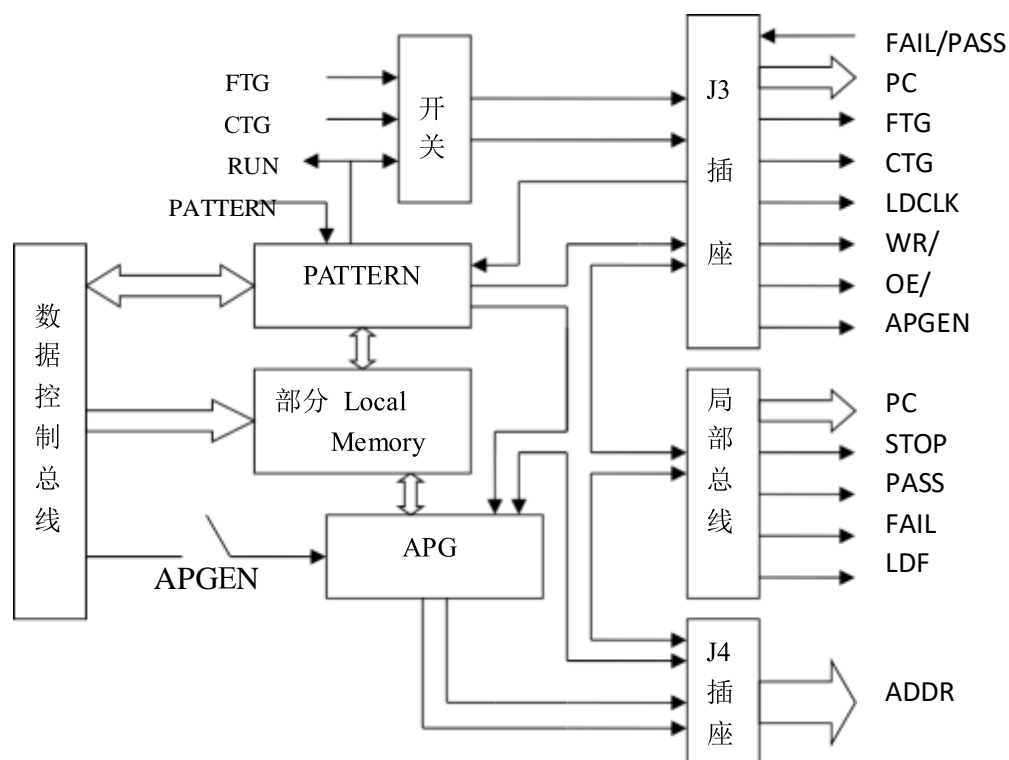 FTG
CTG
RUN
PATTERN
开关
J3
插
座
FAIL/PASS
PC
FTG
CTG
LDCLK
WR/
OE/
APGEN
数据控制总线
PATTERN
部分 Local
Memory
APG
APGEN
局部总线
PC
STOP
PASS
FAIL
LDF
J4
插
座
ADDR